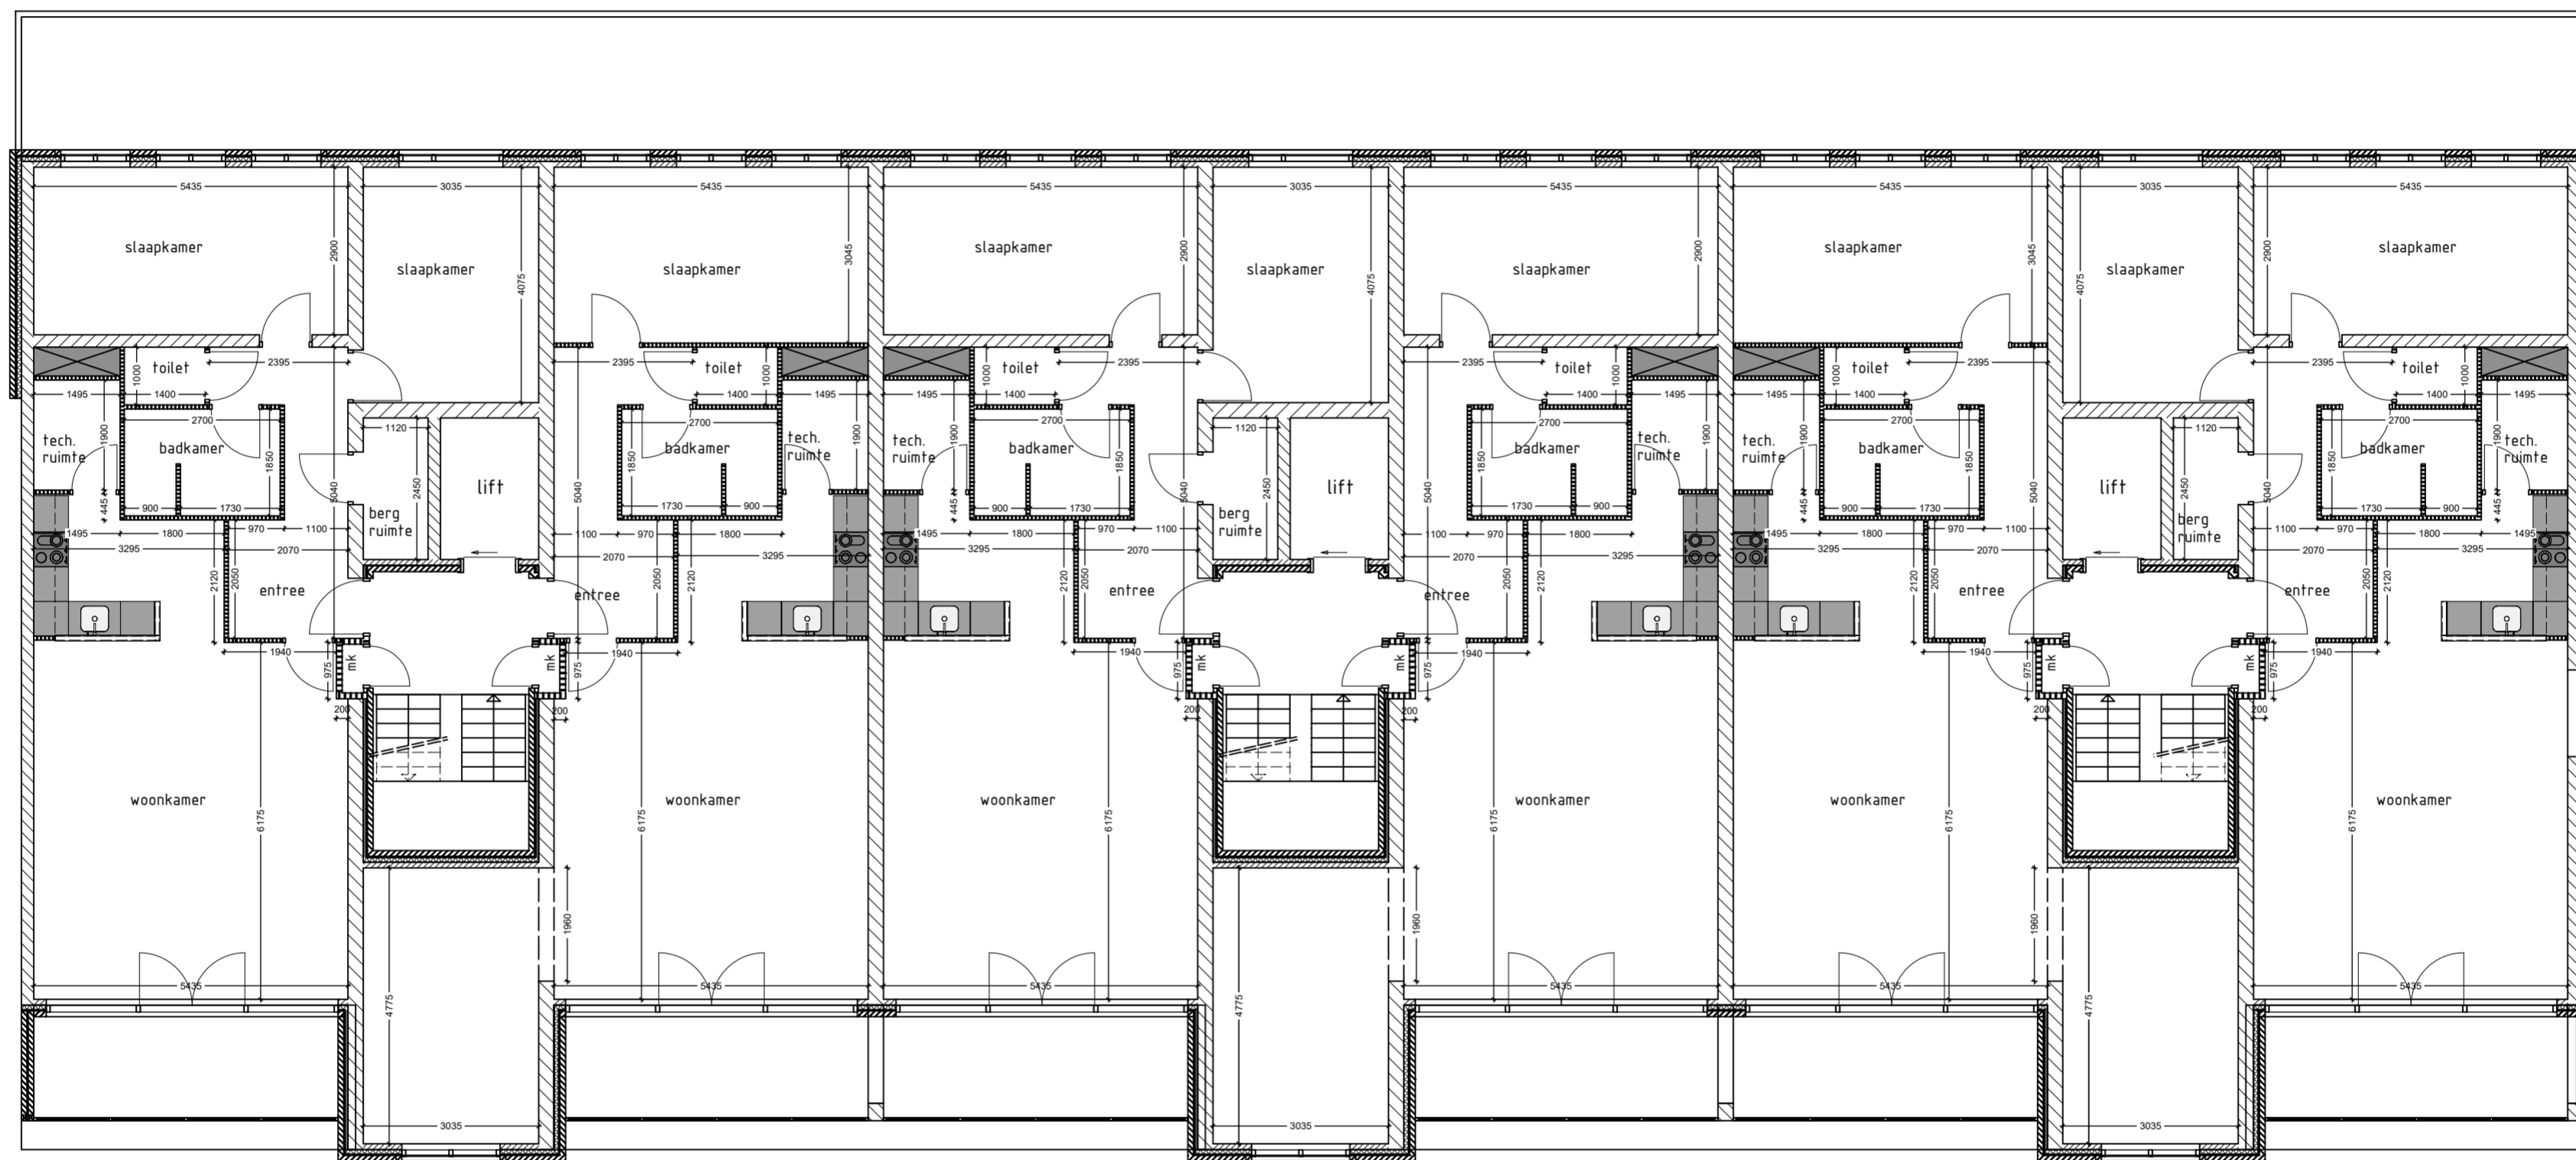 5435
3035
5435
5435
3035
5435
5435
3035
5435
slaapkamer
2900
slaapkamer
4075
slaapkamer
3045
slaapkamer
2900
slaapkamer
4075
slaapkamer
2900
slaapkamer
3045
slaapkamer
4075
2900
slaapkamer
toilet
1000
2395
2395
toilet
1000
toilet
1000
2395
2395
toilet
1000
toilet
1000
2395
2395
toilet
1000
1495
1400
1400
1495
1495
1400
1400
1495
1495
1400
1400
1495
2700
1120
2700
2700
1120
2700
2700
1120
2700
tech.
ruimte
1900
badkamer
1850
5040
2450
lift
berg
ruimte
5040
1850
badkamer
tech.
ruimte
1900
tech.
ruimte
1900
badkamer
1850
5040
2450
lift
berg
ruimte
5040
1850
badkamer
tech.
ruimte
1900
tech.
ruimte
1900
badkamer
1850
5040
lift
2450
berg
ruimte
5040
1850
badkamer
tech.
ruimte
1900
445
900
1730
1730
900
445
900
1730
1730
900
445
900
1730
1730
900
445
1495
1800
970
1100
1100
970
1800
1495
1800
970
1100
1100
970
1800
1495
1800
970
1100
1100
970
1800
1495
3295
2070
2070
3295
3295
2070
2070
3295
3295
2070
2070
3295
2120
2050
entree
entree
2050
2120
2120
2050
entree
entree
2050
2120
2120
2050
entree
entree
2050
2120
1940
975
mk
mk
975
1940
1940
975
mk
mk
975
1940
1940
975
mk
mk
975
1940
200
200
200
200
200
200
woonkamer
6175
6175
woonkamer
woonkamer
6175
6175
woonkamer
woonkamer
6175
6175
woonkamer
1960
1960
1960
5435
4775
5435
5435
4775
5435
5435
4775
5435
3035
3035
3035